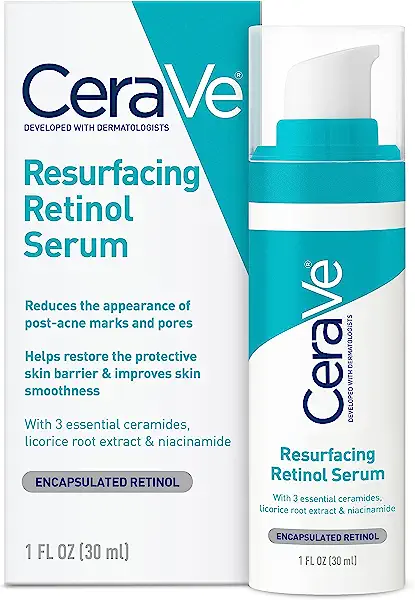 CeraVe®
DEVELOPED WITH DERMATOLOGISTS
Resurfacing
Retinol
Serum
Reduces the appearance of
post-acne marks and pores
Helps restore the protective
skin barrier & improves skin
smoothness
With 3 essential ceramides,
licorice root extract & niacinamide
ENCAPSULATED RETINOL
1 FL OZ (30 ml)
CeraVe®
DEVELOPED WITH DERMATOLOGISTS
Resurfacing
Retinol Serum
With 3 essential ceramides,
licorice root extract & niacinamide
ENCAPSULATED RETINOL
1 FL OZ (30 ml)